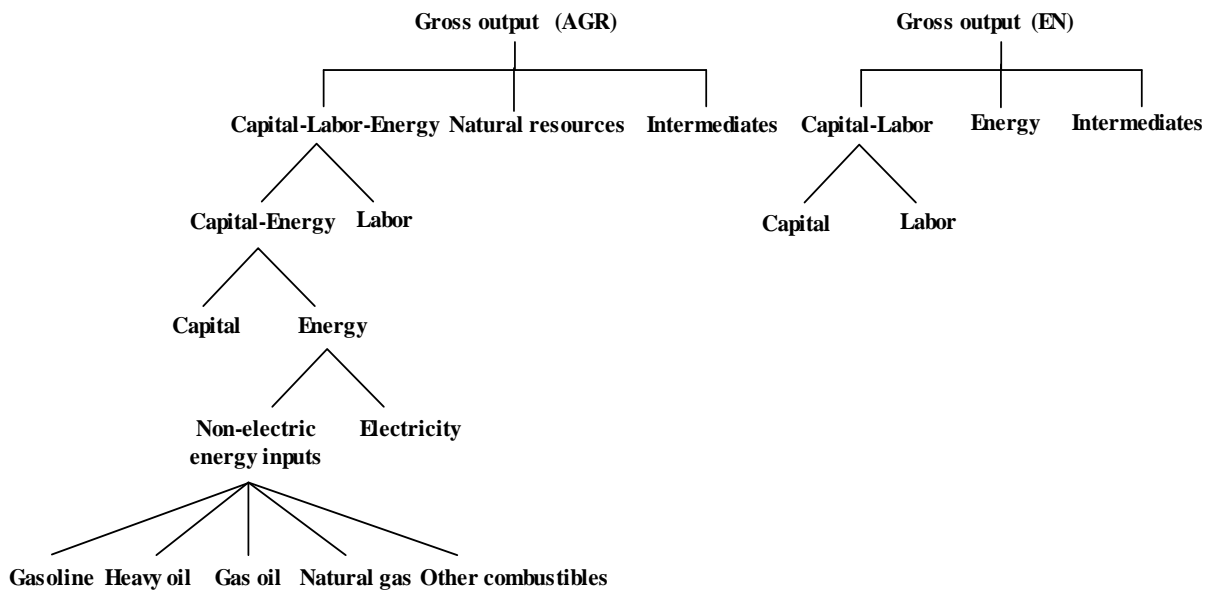 Gross output (AGR)
Gross output (EN)
Capital-Labor-Energy
Natural resources
Intermediates
Capital-Labor
Energy
Intermediates
Capital-Energy
Labor
Capital
Labor
Capital
Energy
Non-electric
energy inputs
Electricity
Gasoline
Heavy oil
Gas oil
Natural gas
Other combustibles